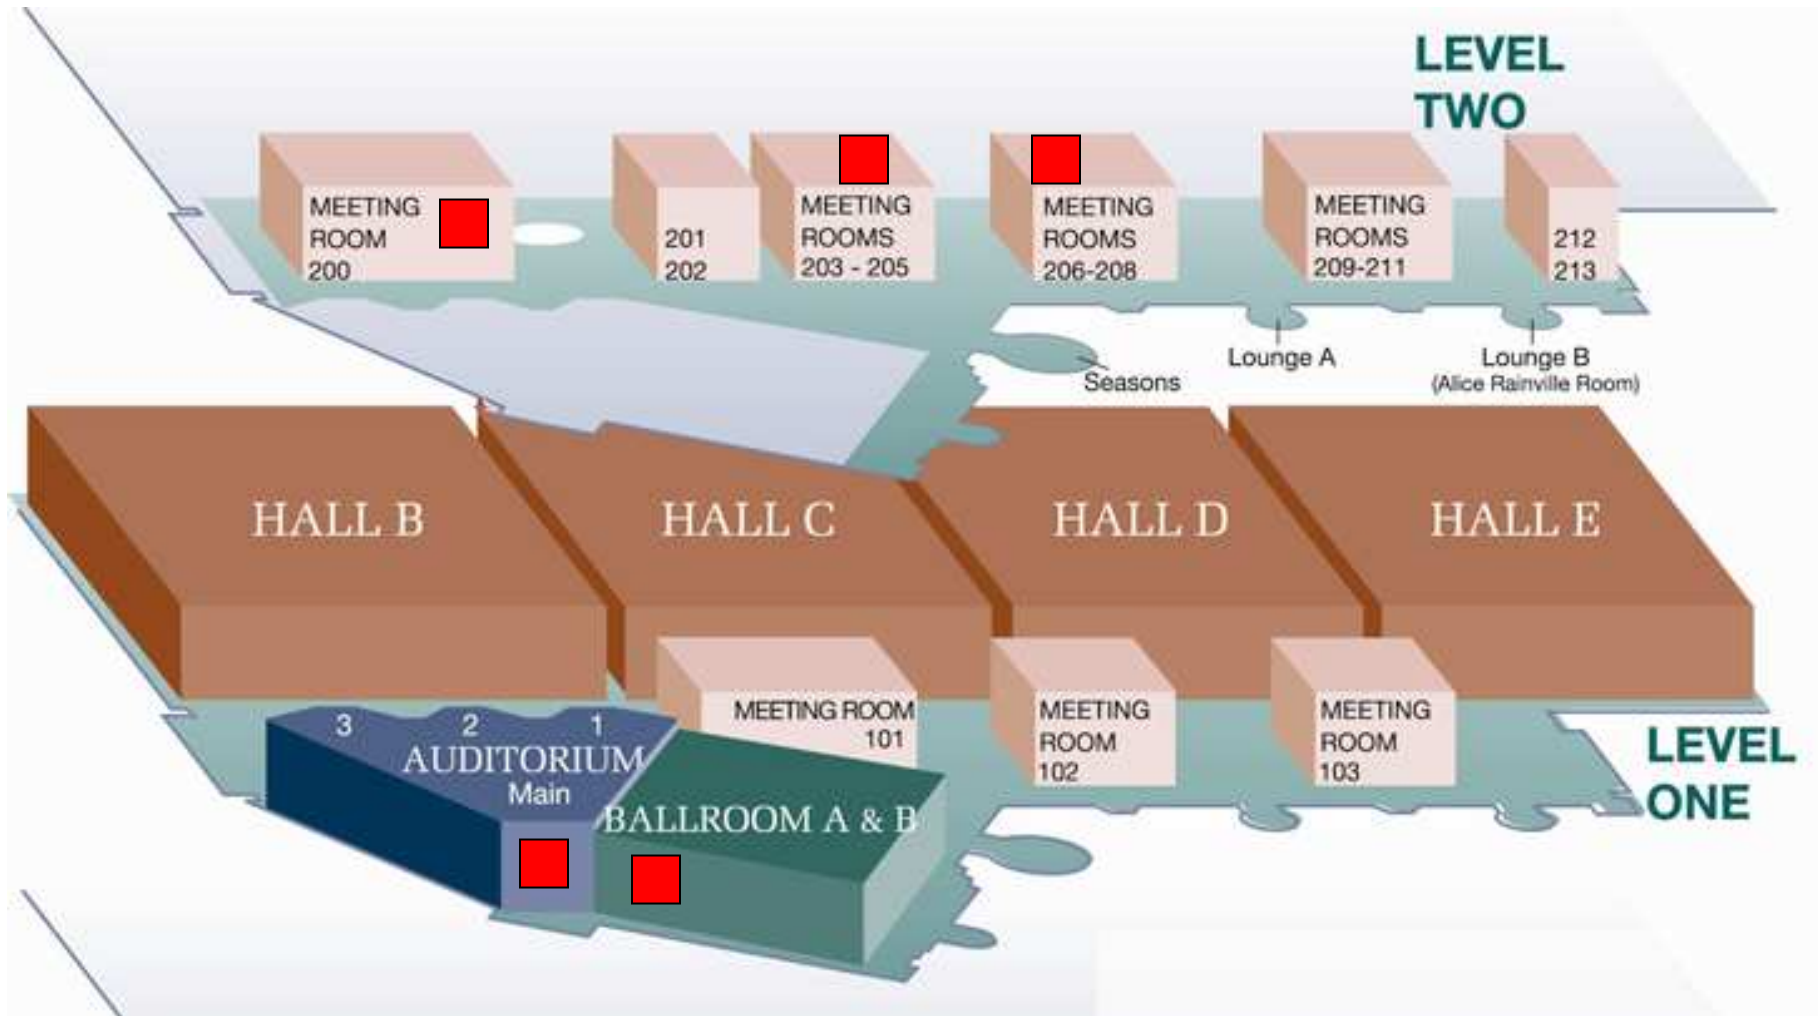 LEVEL
TWO
MEETING
ROOM
200
201
202
MEETING
ROOMS
203 - 205
MEETING
ROOMS
206-208
MEETING
ROOMS
209-211
212
213
Seasons
Lounge A
Lounge B
(Alice Rainville Room)
HALL B
HALL C
HALL D
HALL E
3 2 1
AUDITORIUM
Main
BALLROOM A & B
MEETING ROOM
101
MEETING
ROOM
102
MEETING
ROOM
103
LEVEL
ONE